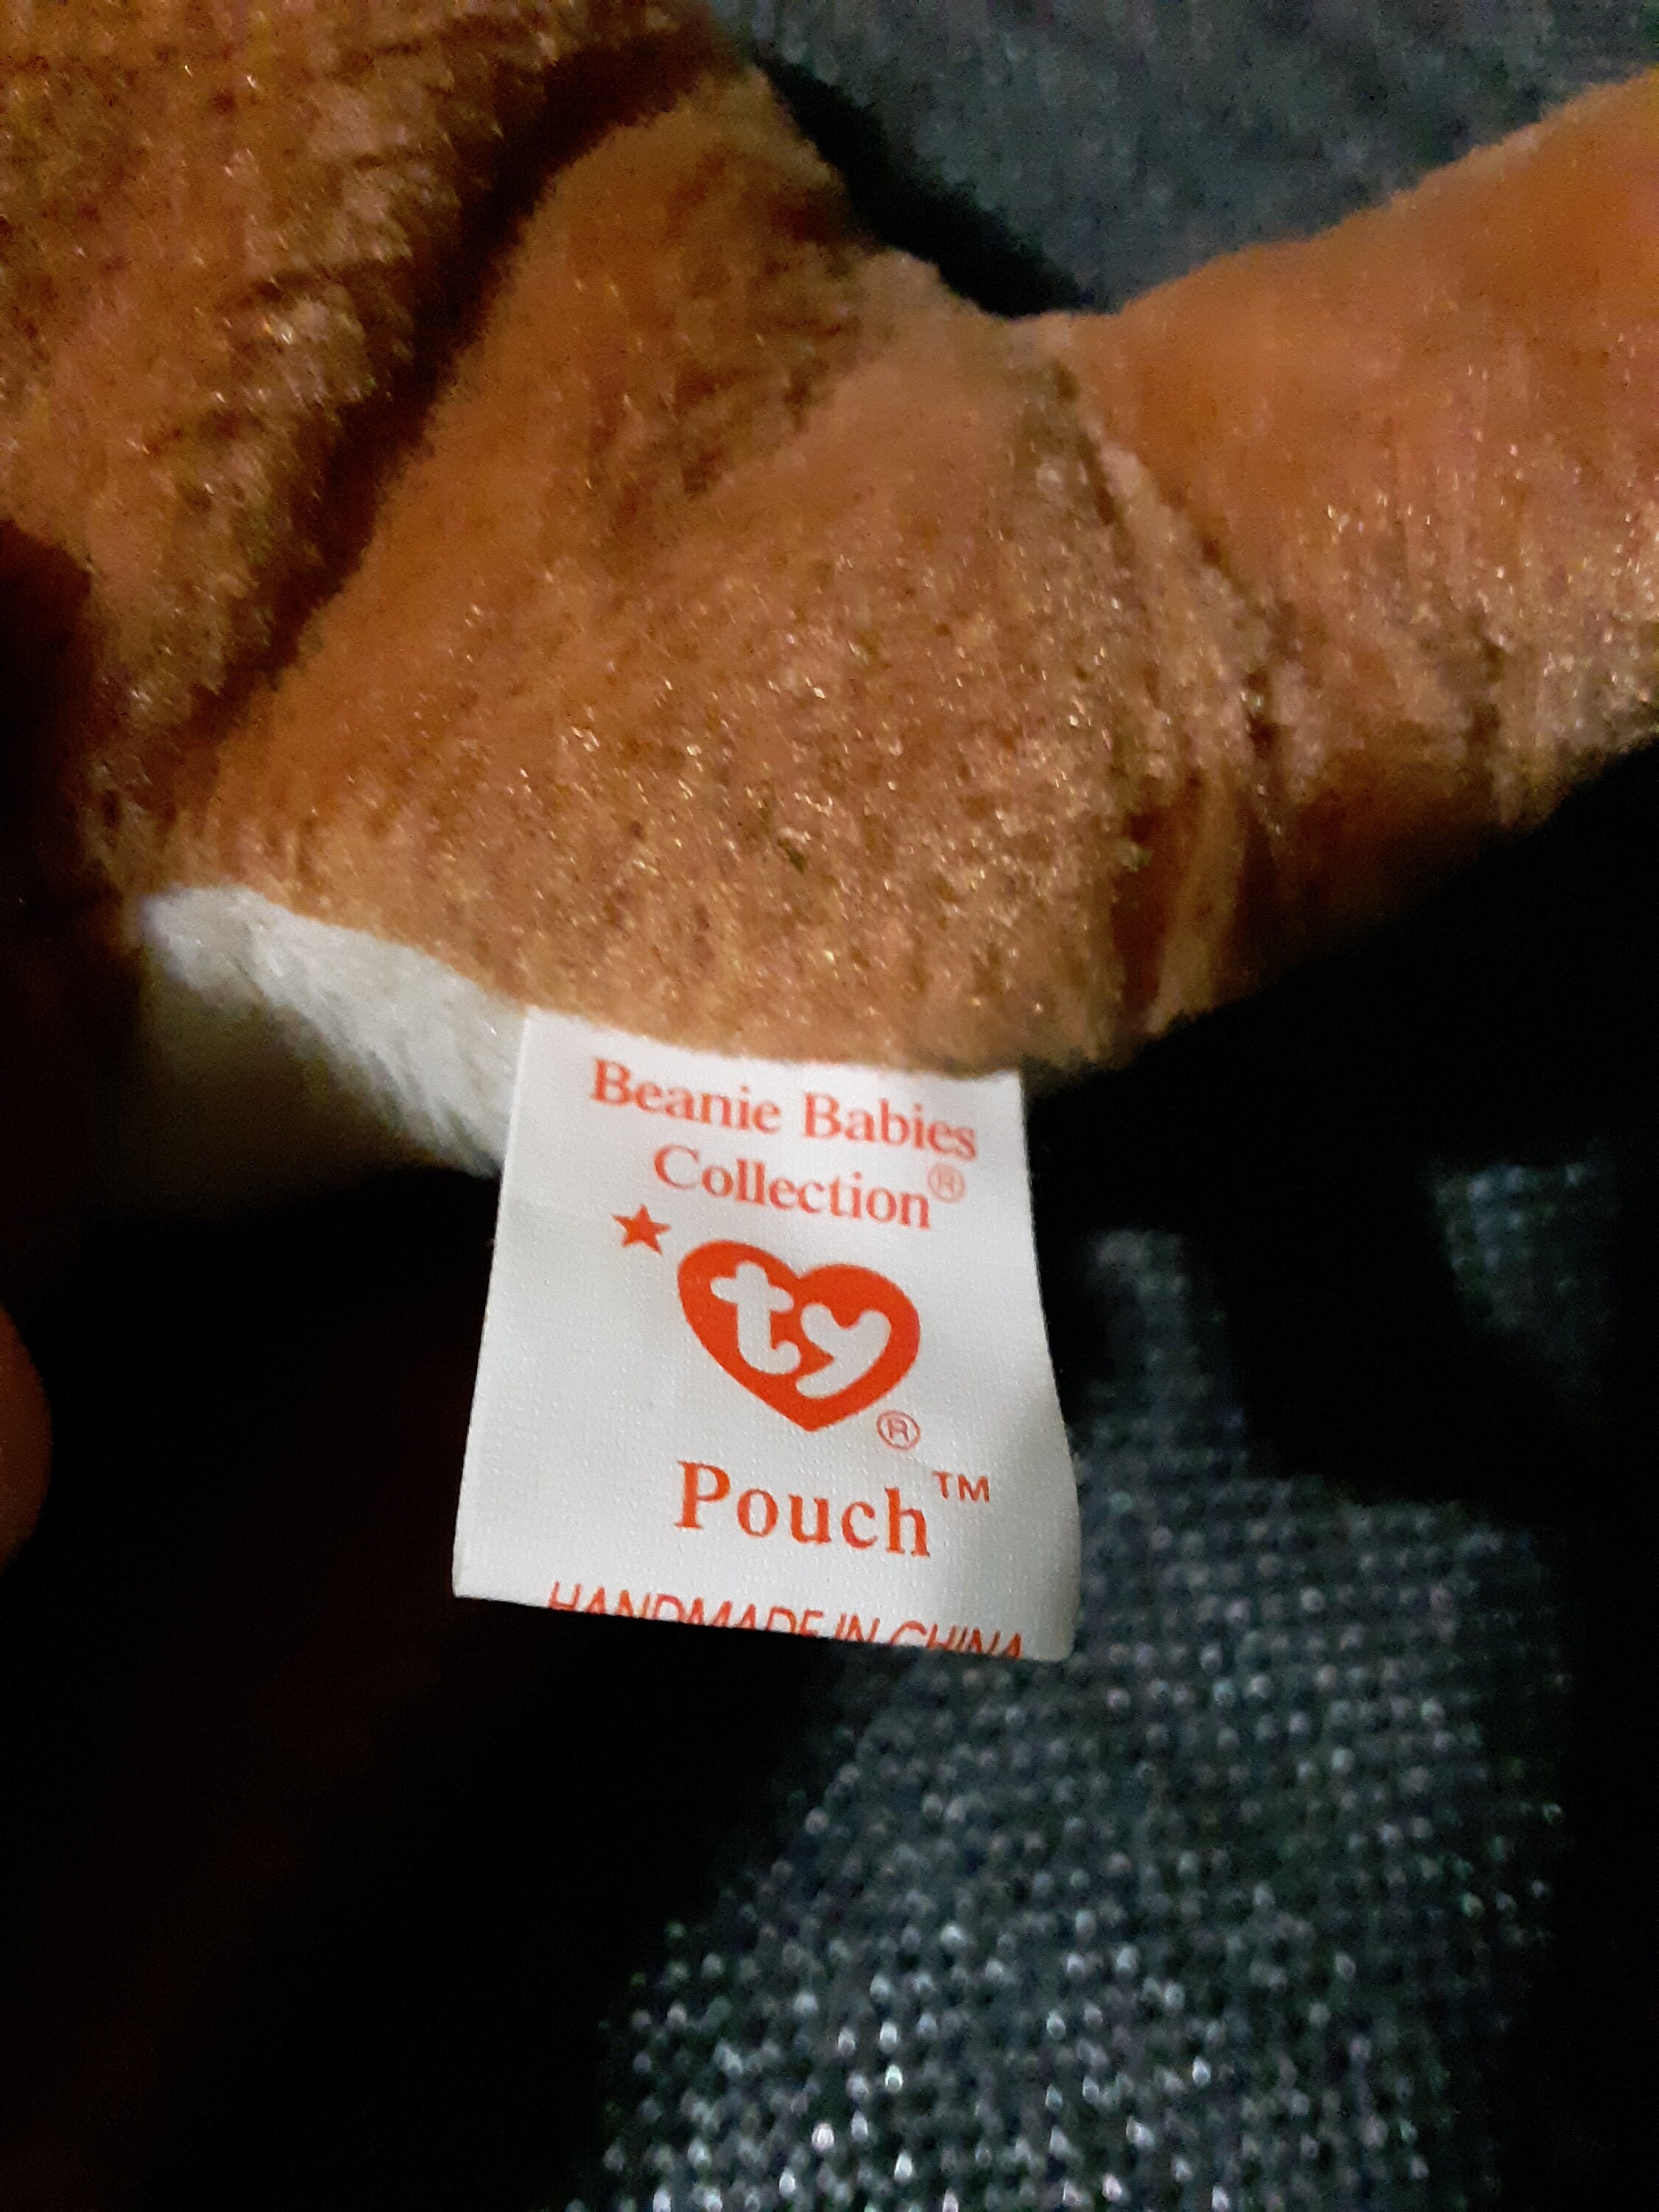 Beanie Babies
Collection®
ty®
Pouch™
HANDMADE IN CHINA